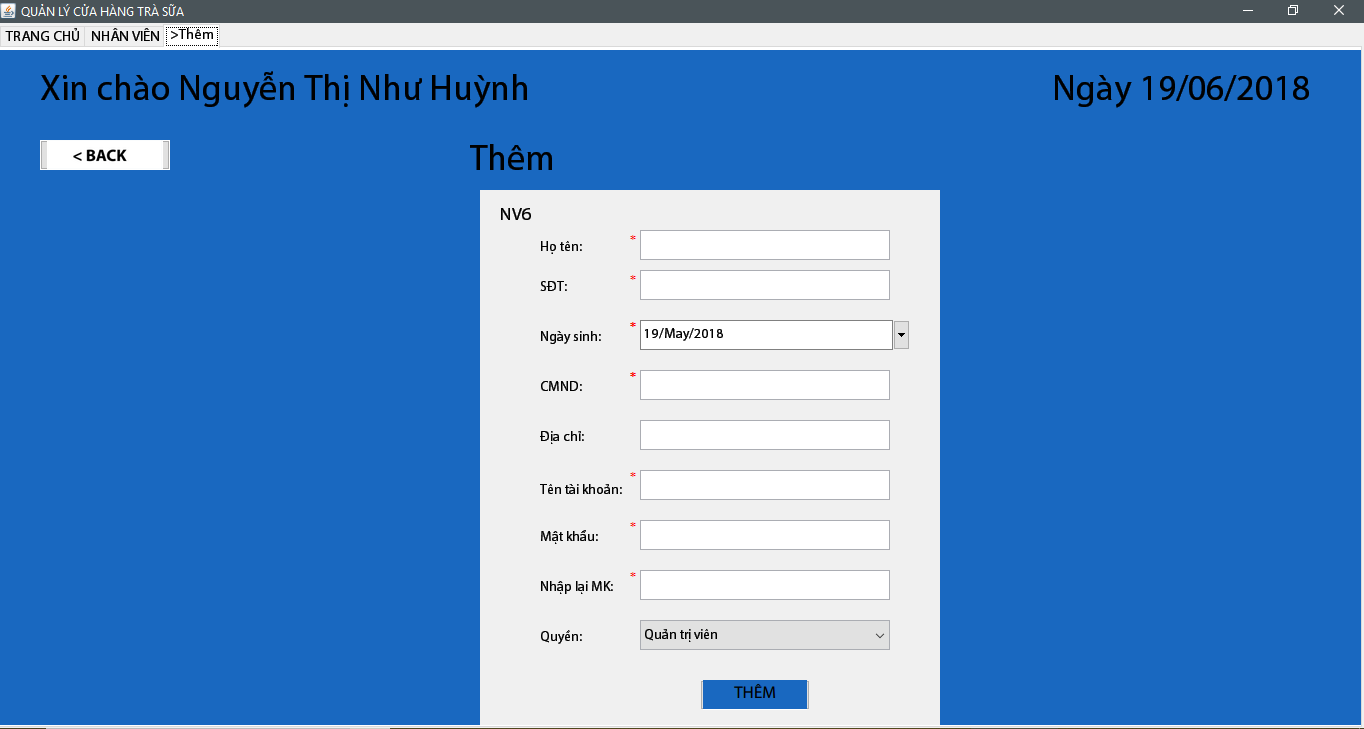 QUẢN LÝ CỬA HÀNG TRÀ SỮA
TRANG CHỦ NHÂN VIÊN >Thêm
Xin chào Nguyễn Thị Như Huỳnh Ngày 19/06/2018
< BACK
Thêm
NV6
Họ tên: *
SĐT: *
Ngày sinh: * 19/May/2018
CMND: *
Địa chỉ:
Tên tài khoản: *
Mật khẩu: *
Nhập lại MK: *
Quyền: Quản trị viên
THÊM